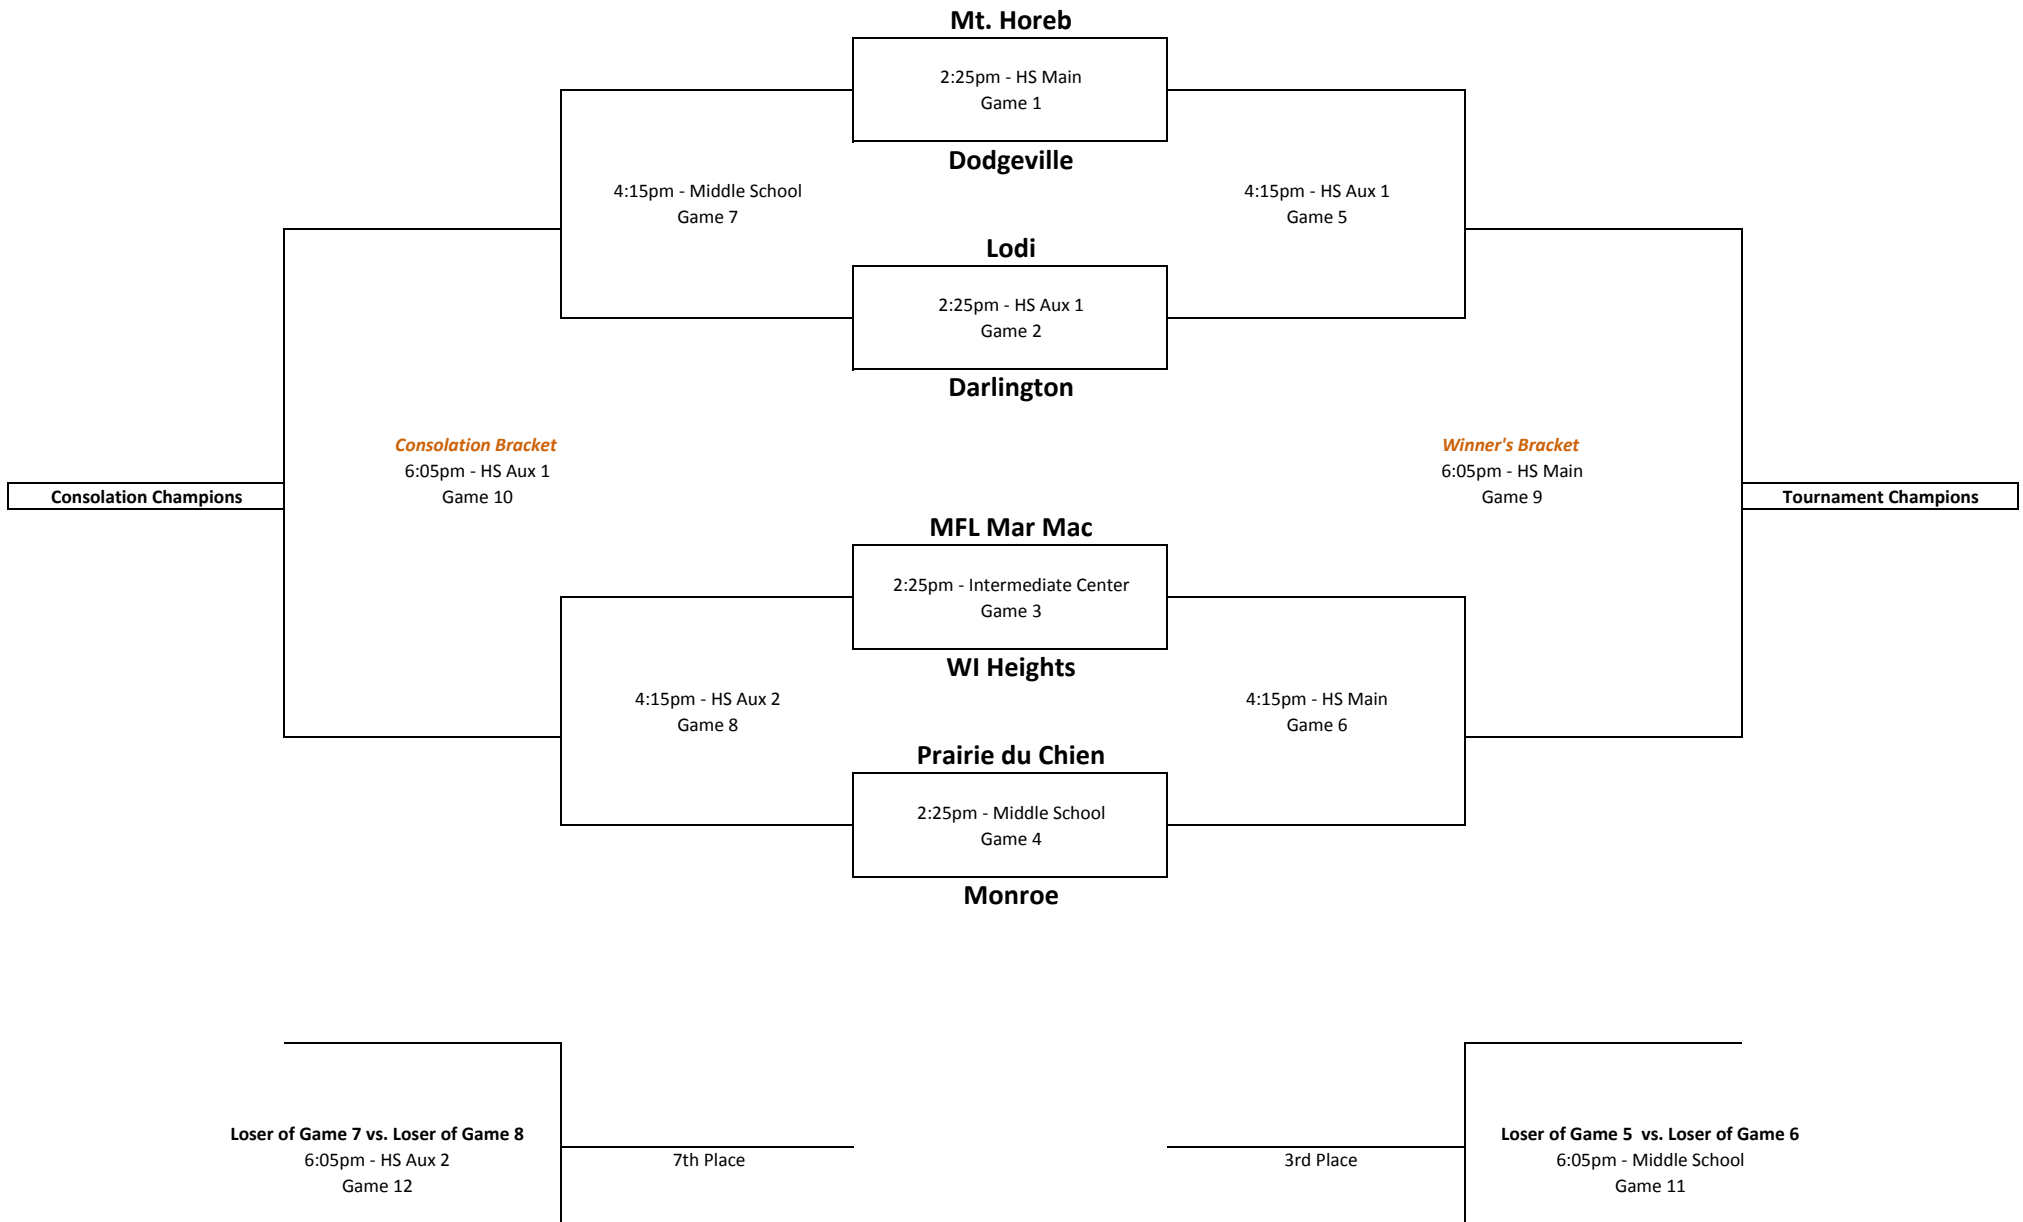 Mt. Horeb
2:25pm - HS Main
Game 1
Dodgeville
4:15pm - Middle School
Game 7
4:15pm - HS Aux 1
Game 5
Lodi
2:25pm - HS Aux 1
Game 2
Darlington
Consolation Bracket
6:05pm - HS Aux 1
Game 10
Consolation Champions
Winner's Bracket
6:05pm - HS Main
Game 9
Tournament Champions
MFL Mar Mac
2:25pm - Intermediate Center
Game 3
WI Heights
4:15pm - HS Aux 2
Game 8
4:15pm - HS Main
Game 6
Prairie du Chien
2:25pm - Middle School
Game 4
Monroe
Loser of Game 7 vs. Loser of Game 8
6:05pm - HS Aux 2
Game 12
7th Place
3rd Place
Loser of Game 5  vs. Loser of Game 6
6:05pm - Middle School
Game 11